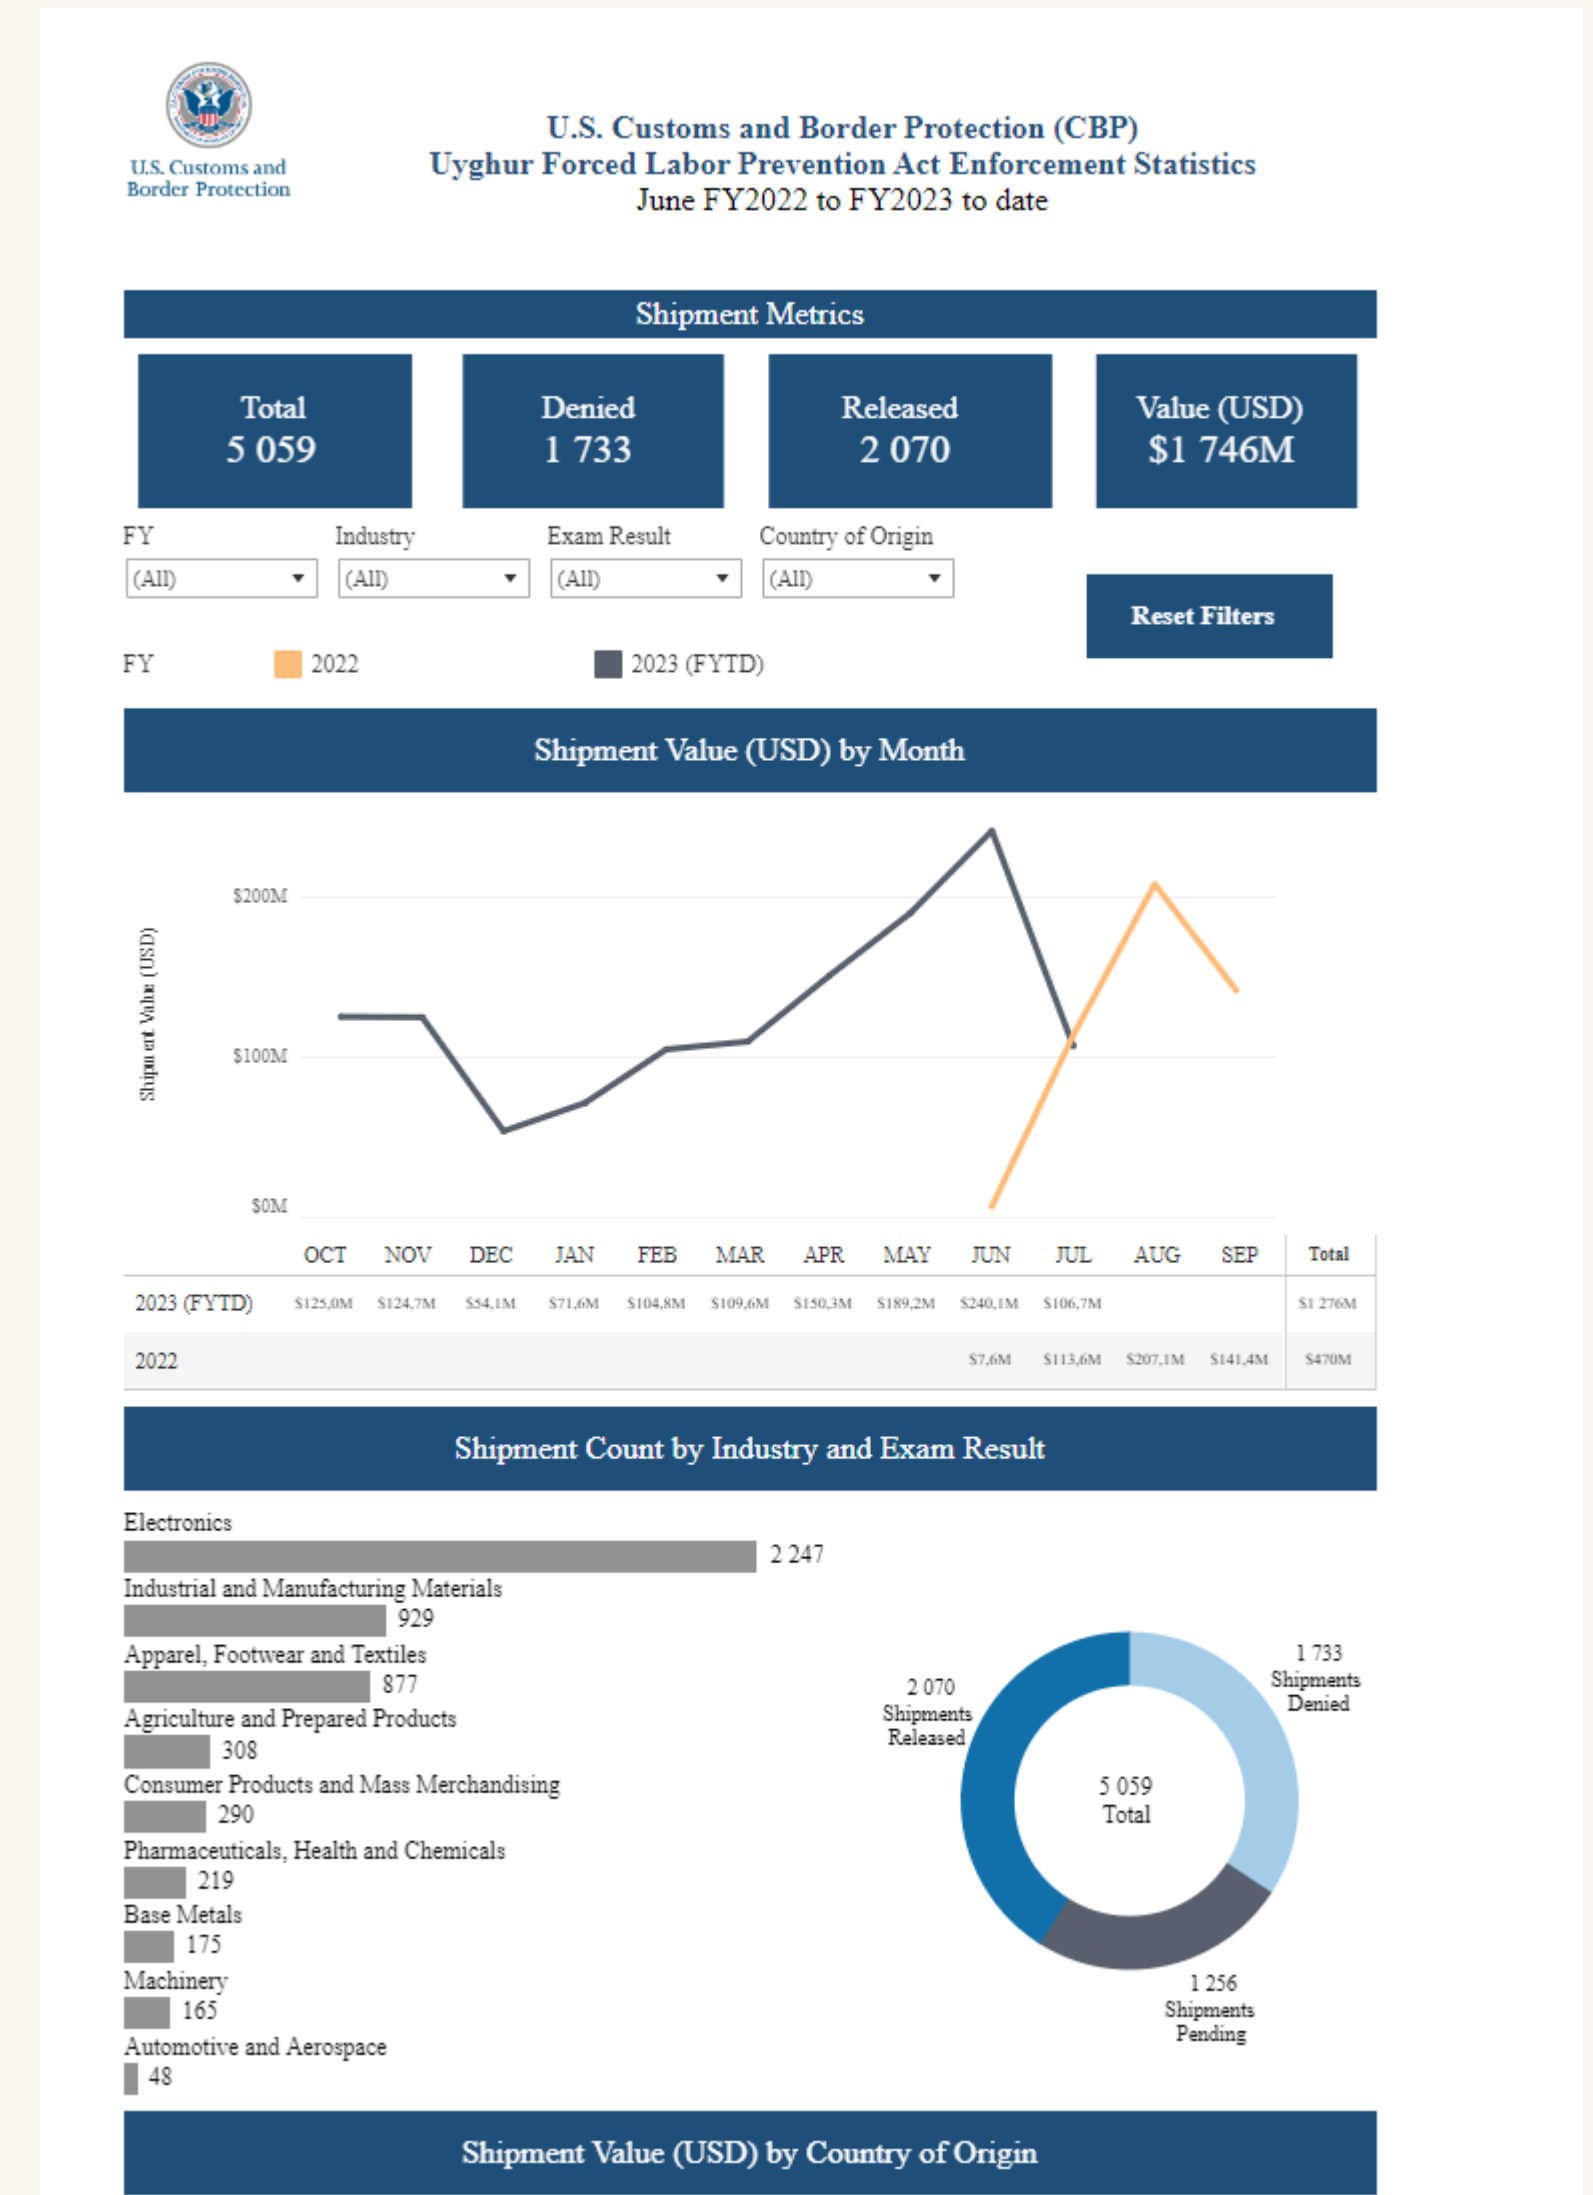 U.S. Customs and
Border Protection
U.S. Customs and Border Protection (CBP)
Uyghur Forced Labor Prevention Act Enforcement Statistics
June FY2022 to FY2023 to date
Shipment Metrics
Total
5 059
Denied
1 733
Released
2 070
Value (USD)
$1 746M
FY
Industry
Exam Result
Country of Origin
(All)
(All)
(All)
(All)
Reset Filters
FY
2022
2023 (FYTD)
Shipment Value (USD) by Month
Shipment Value (USD)
$200M
$100M
$0M
OCT NOV DEC JAN FEB MAR APR MAY JUN JUL AUG SEP Total
2023 (FYTD) $125,0M $124,7M $54,1M $71,6M $104,8M $109,6M $150,3M $189,2M $240,1M $106,7M $1 276M
2022 $7,6M $113,6M $207,1M $141,4M $470M
Shipment Count by Industry and Exam Result
Electronics
2 247
Industrial and Manufacturing Materials
929
Apparel, Footwear and Textiles
877
Agriculture and Prepared Products
308
Consumer Products and Mass Merchandising
290
Pharmaceuticals, Health and Chemicals
219
Base Metals
175
Machinery
165
Automotive and Aerospace
48
2 070
Shipments
Released
1 733
Shipments
Denied
5 059
Total
1 256
Shipments
Pending
Shipment Value (USD) by Country of Origin